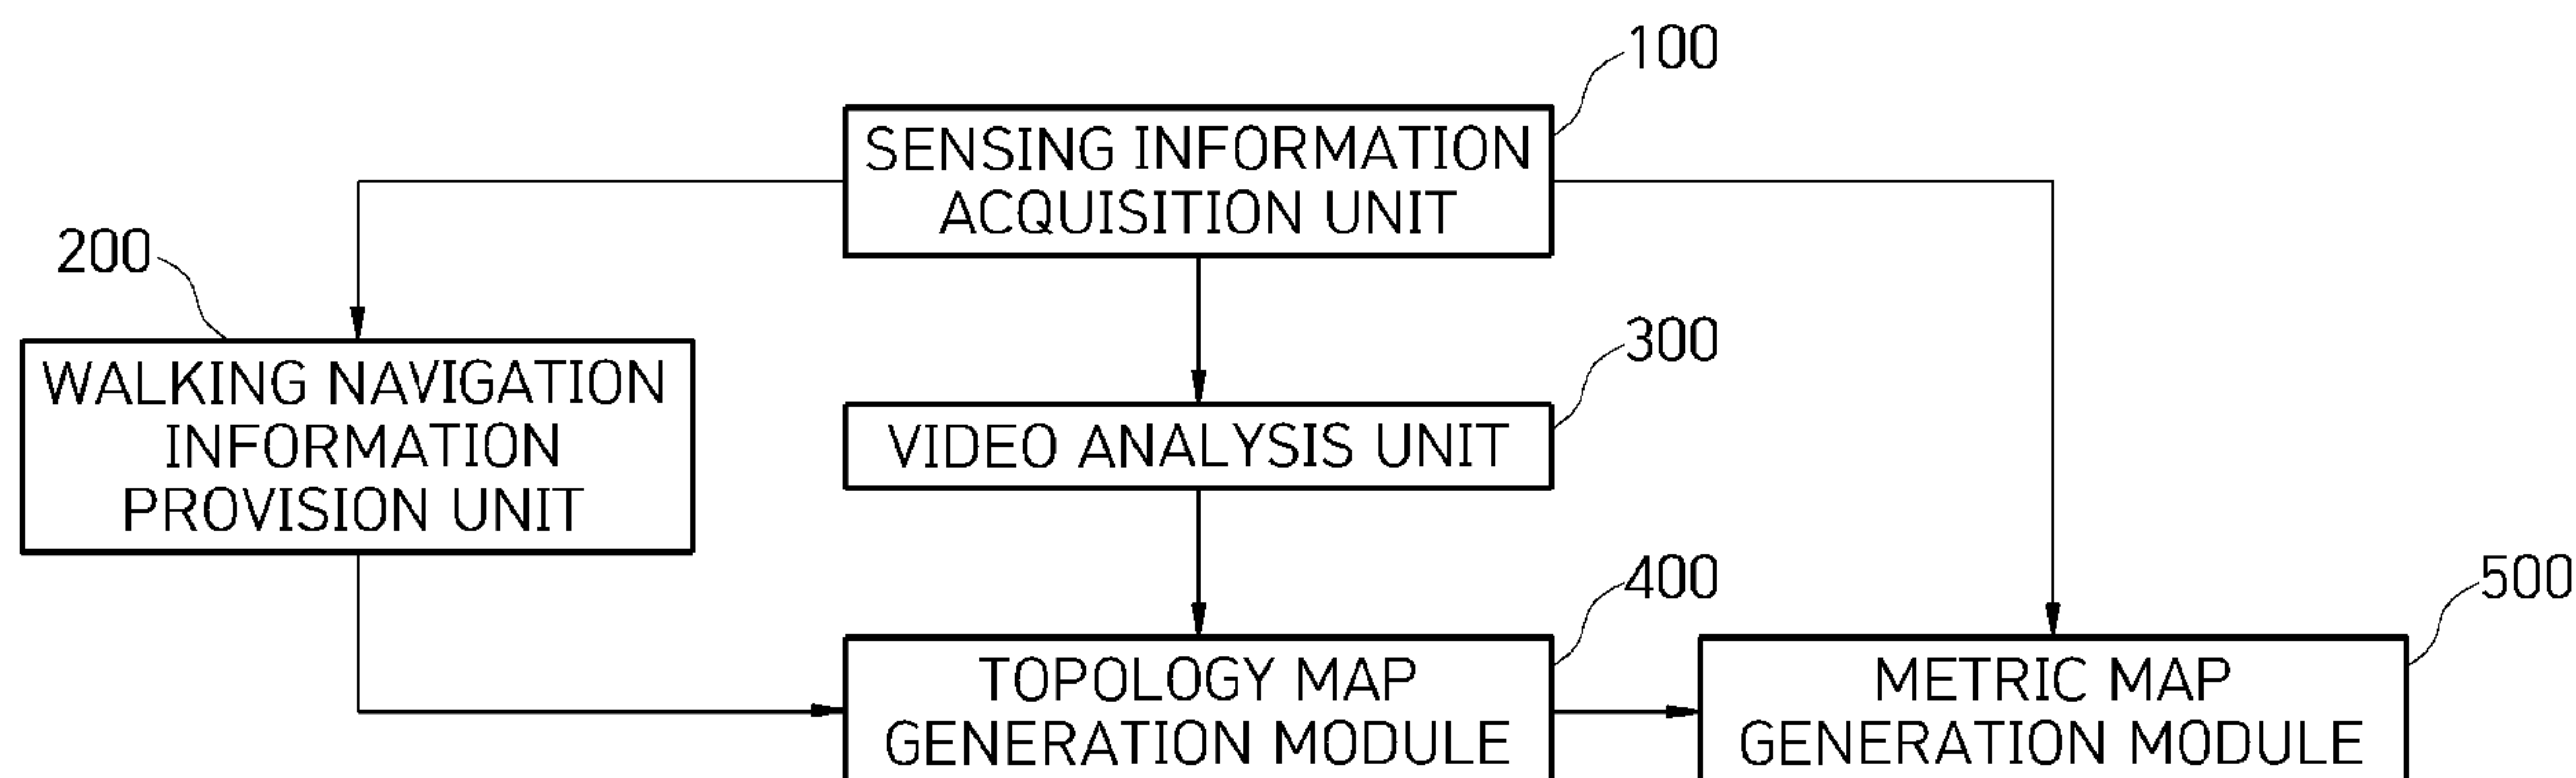 100
SENSING INFORMATION
ACQUISITION UNIT
200
WALKING NAVIGATION
INFORMATION
PROVISION UNIT
300
VIDEO ANALYSIS UNIT
400
TOPOLOGY MAP
GENERATION MODULE
500
METRIC MAP
GENERATION MODULE